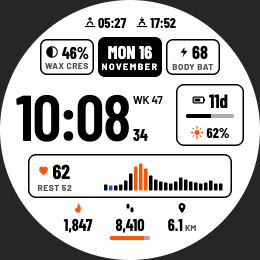 05:27 17:52
46% MON 16 68
WAX CRES NOVEMBER BODY BAT
10:08 WK 47 34
11d
62%
62
REST 52
1,847 8,410 6.1 KM